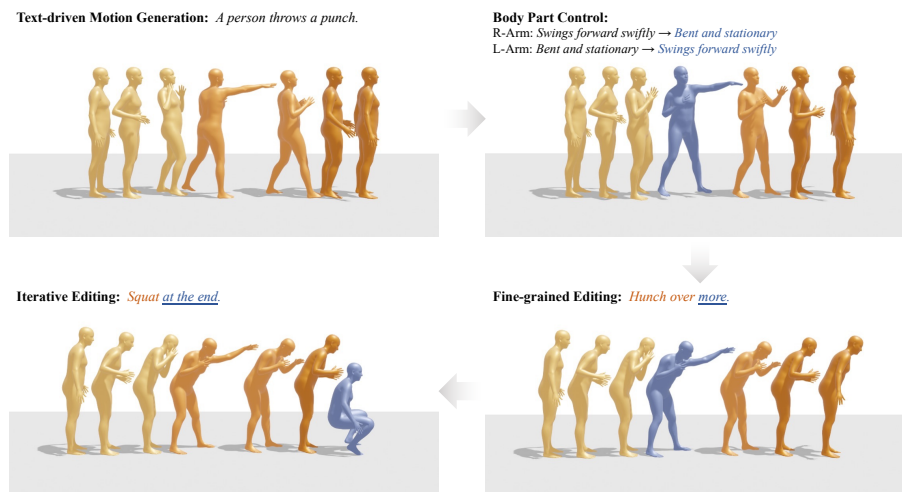 Text-driven Motion Generation: A person throws a punch.
Body Part Control:
R-Arm: Swings forward swiftly → Bent and stationary
L-Arm: Bent and stationary → Swings forward swiftly
Iterative Editing: Squat at the end.
Fine-grained Editing: Hunch over more.